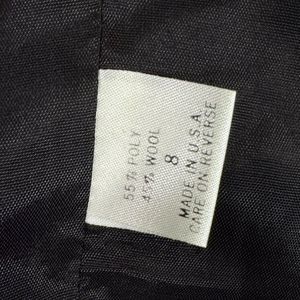 55% POLY
45% WOOL
8
MADE IN U.S.A.
CARE ON REVERSE